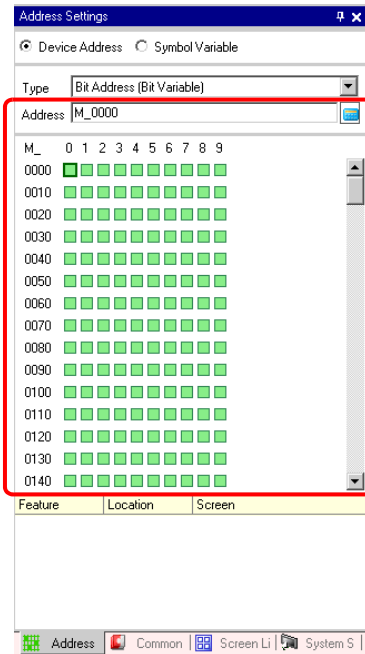 Address Settings
Device Address Symbol Variable
Type Bit Address (Bit Variable)
Address M_0000
M_ 0 1 2 3 4 5 6 7 8 9
0000
0010
0020
0030
0040
0050
0060
0070
0080
0090
0100
0110
0120
0130
0140
Feature Location Screen
Address Common Screen Li System S